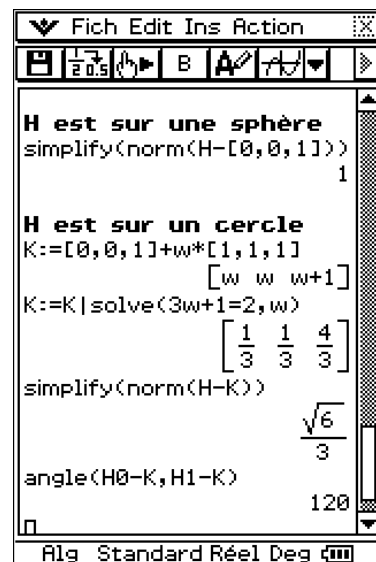 Fich Edit Ins Action
B
H est sur une sphère
simplify(norm(H-[0,0,1]))
1
H est sur un cercle
K:=[0,0,1]+w*[1,1,1]
[w w w+1]
K:=K|solve(3w+1=2,w)
[1/3 1/3 4/3]
simplify(norm(H-K))
√6/3
angle(H0-K,H1-K)
120
Alg Standard Réel Deg